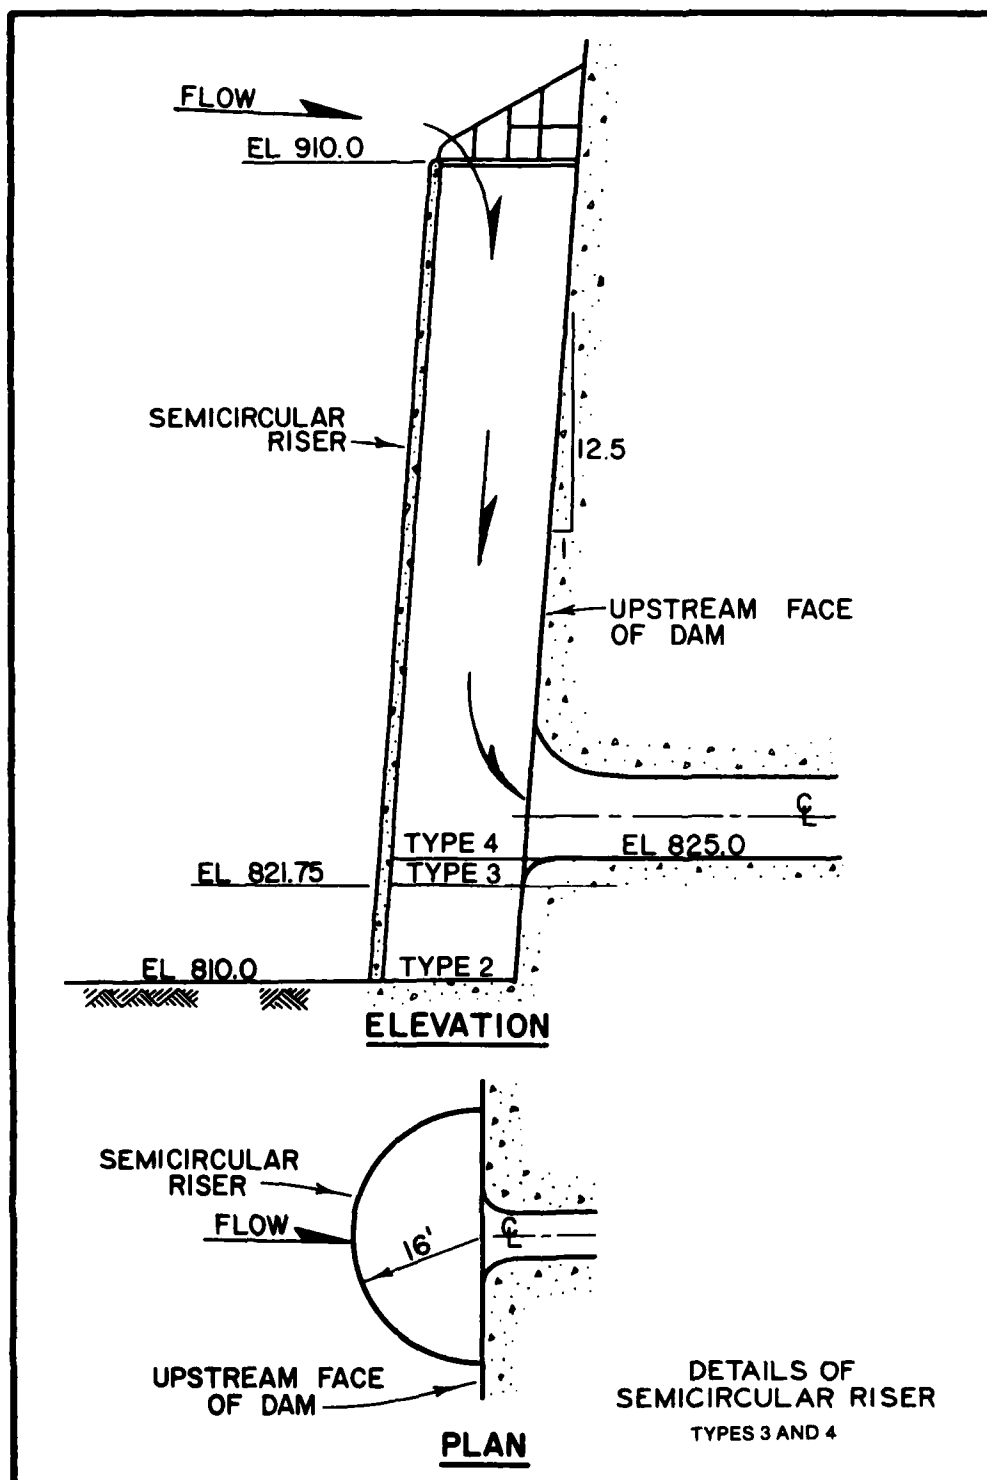 FLOW
EL 910.0
SEMICIRCULAR
RISER
12.5
1
UPSTREAM FACE
OF DAM
℄
TYPE 4
EL 825.0
EL 821.75
TYPE 3
EL 810.0
TYPE 2
ELEVATION
SEMICIRCULAR
RISER
FLOW
16'
℄
UPSTREAM FACE
OF DAM
PLAN
DETAILS OF
SEMICIRCULAR RISER
TYPES 3 AND 4